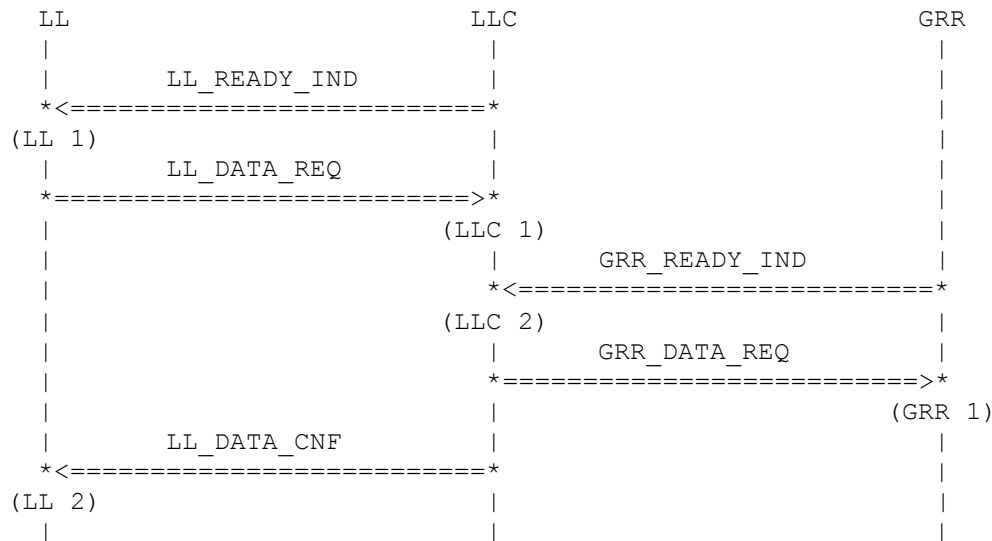 LL LLC GRR
LL_READY_IND
(LL 1)
LL_DATA_REQ
(LLC 1)
GRR_READY_IND
(LLC 2)
GRR_DATA_REQ
(GRR 1)
LL_DATA_CNF
(LL 2)